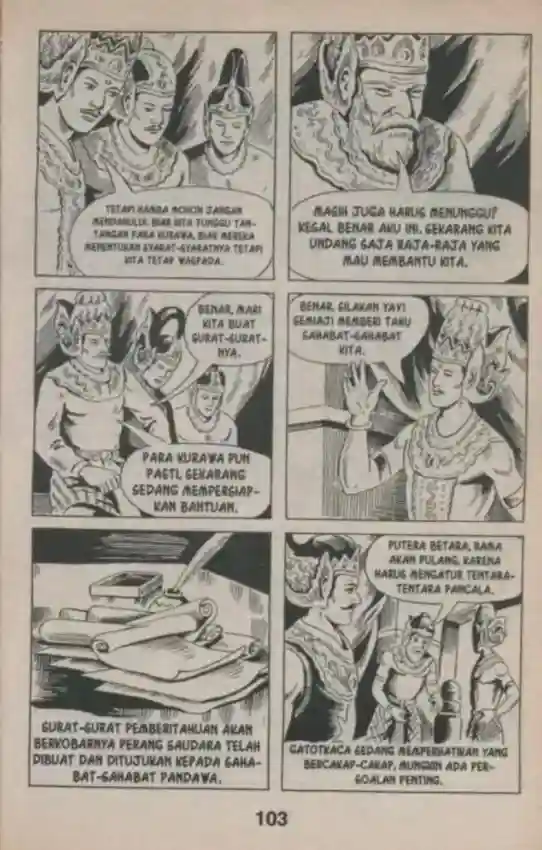 TETAPI HAMBA MOHON JANGAN
MENDAHULUI. BIAR KITA TUNGGU TAN-
TANGAN PARA KURAWA. BIAR MEREKA
MENENTUKAN SYARAT-SYARATNYA TETAPI
KITA TETAP WASPADA.
MASIH JUGA HARUS MENUNGGU?
KESAL BENAR AKU INI. SEKARANG KITA
UNDANG SAJA RAJA-RAJA YANG
MAU MEMBANTU KITA.
BENAR, MARI
KITA BUAT
SURAT-SURAT-
NYA.
PARA KURAWA PUN
PASTI, SEKARANG
SEDANG MEMPERSIAP-
KAN BANTUAN.
BENAR. SILAKAN YAYI
SEMIAJI MEMBERI TAHU
SAHABAT-SAHABAT
KITA.
SURAT-SURAT PEMBERITAHUAN AKAN
BERKOBARNYA PERANG SAUDARA TELAH
DIBUAT DAN DITUJUKAN KEPADA SAHA-
BAT-SAHABAT PANDAWA.
PUTERA BETARA, RAMA
AKAN PULANG, KARENA
HARUS MENGATUR TENTARA-
TENTARA PANCALA.
GATOTKACA SEDANG MEMPERHATIKAN YANG
BERCAKAP-CAKAP, MUNGKIN ADA PER-
SOALAN PENTING.
103